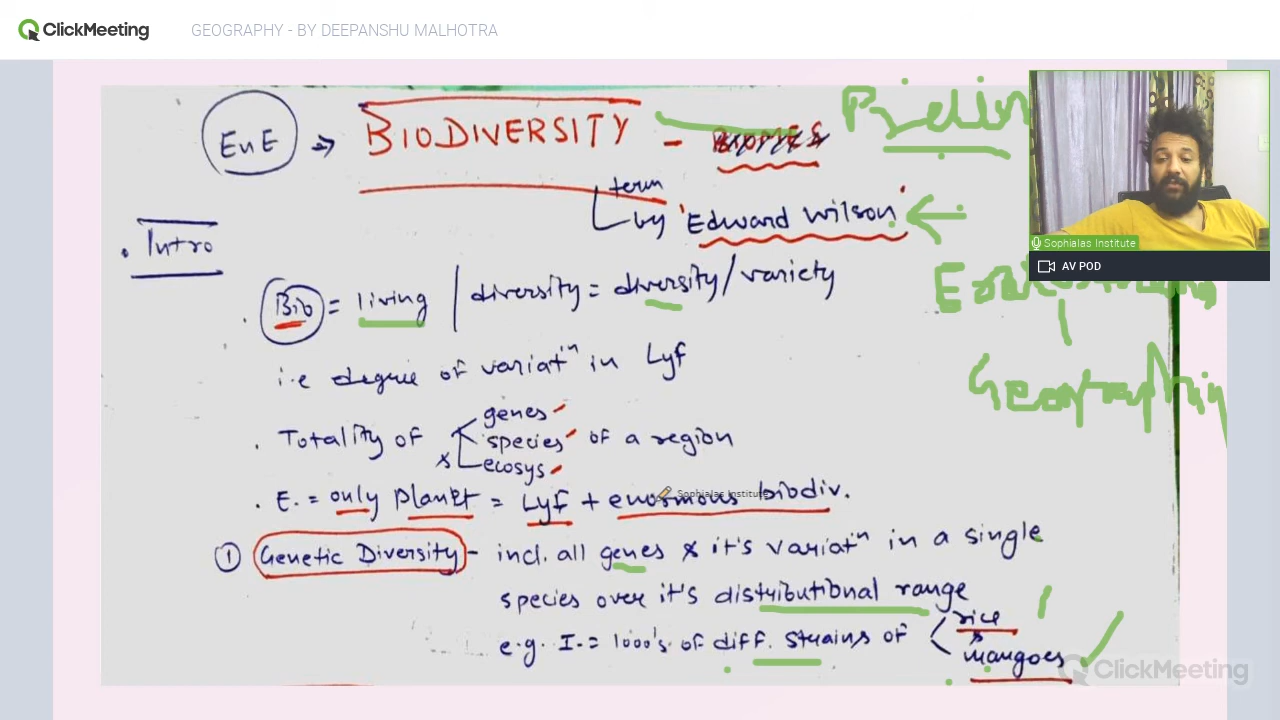 ClickMeeting GEOGRAPHY - BY DEEPANSHU MALHOTRA
EnE → BIODIVERSITY -
Prelim
term
by 'Edward Wilson'
. Intro
Sophialas Institute
AV POD
. Bio = living | diversity = diversity/variety
i.e degree of variatⁿ in Lyf
Geography
genes
. Totality of & species of a region
ecosys
. E. = only planet = Lyf + enormous biodiv.
Sophialas Institute
① Genetic Diversity - incl. all genes & it's variatⁿ in a single
species over it's distributional range
e.g. I. = 1000's of diff. strains of rice
& mangoes
ClickMeeting